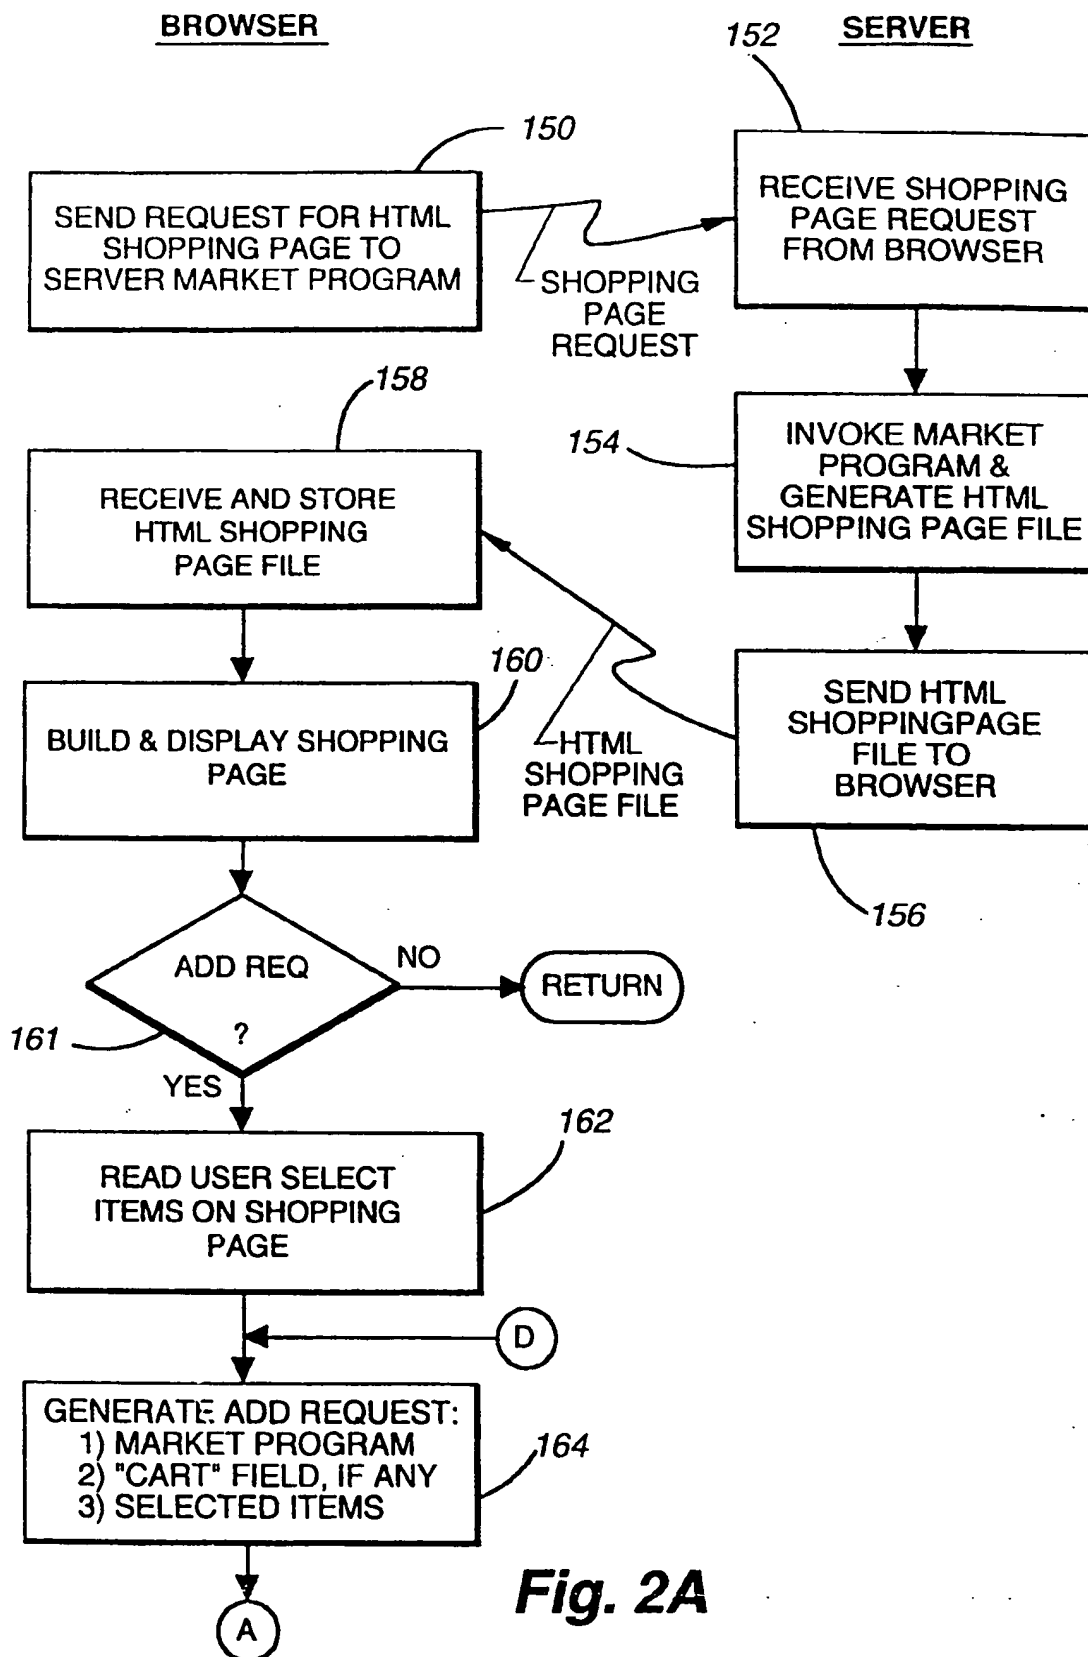 BROWSER
SERVER
152
150
SEND REQUEST FOR HTML
SHOPPING PAGE TO
SERVER MARKET PROGRAM
RECEIVE SHOPPING
PAGE REQUEST
FROM BROWSER
SHOPPING
PAGE
REQUEST
158
154
INVOKE MARKET
PROGRAM &
GENERATE HTML
SHOPPING PAGE FILE
RECEIVE AND STORE
HTML SHOPPING
PAGE FILE
160
BUILD & DISPLAY SHOPPING
PAGE
HTML
SHOPPING
PAGE FILE
SEND HTML
SHOPPINGPAGE
FILE TO
BROWSER
156
ADD REQ
?
NO
RETURN
161
YES
162
READ USER SELECT
ITEMS ON SHOPPING
PAGE
D
GENERATE ADD REQUEST:
1) MARKET PROGRAM
2) "CART" FIELD, IF ANY
3) SELECTED ITEMS
164
A
Fig. 2A